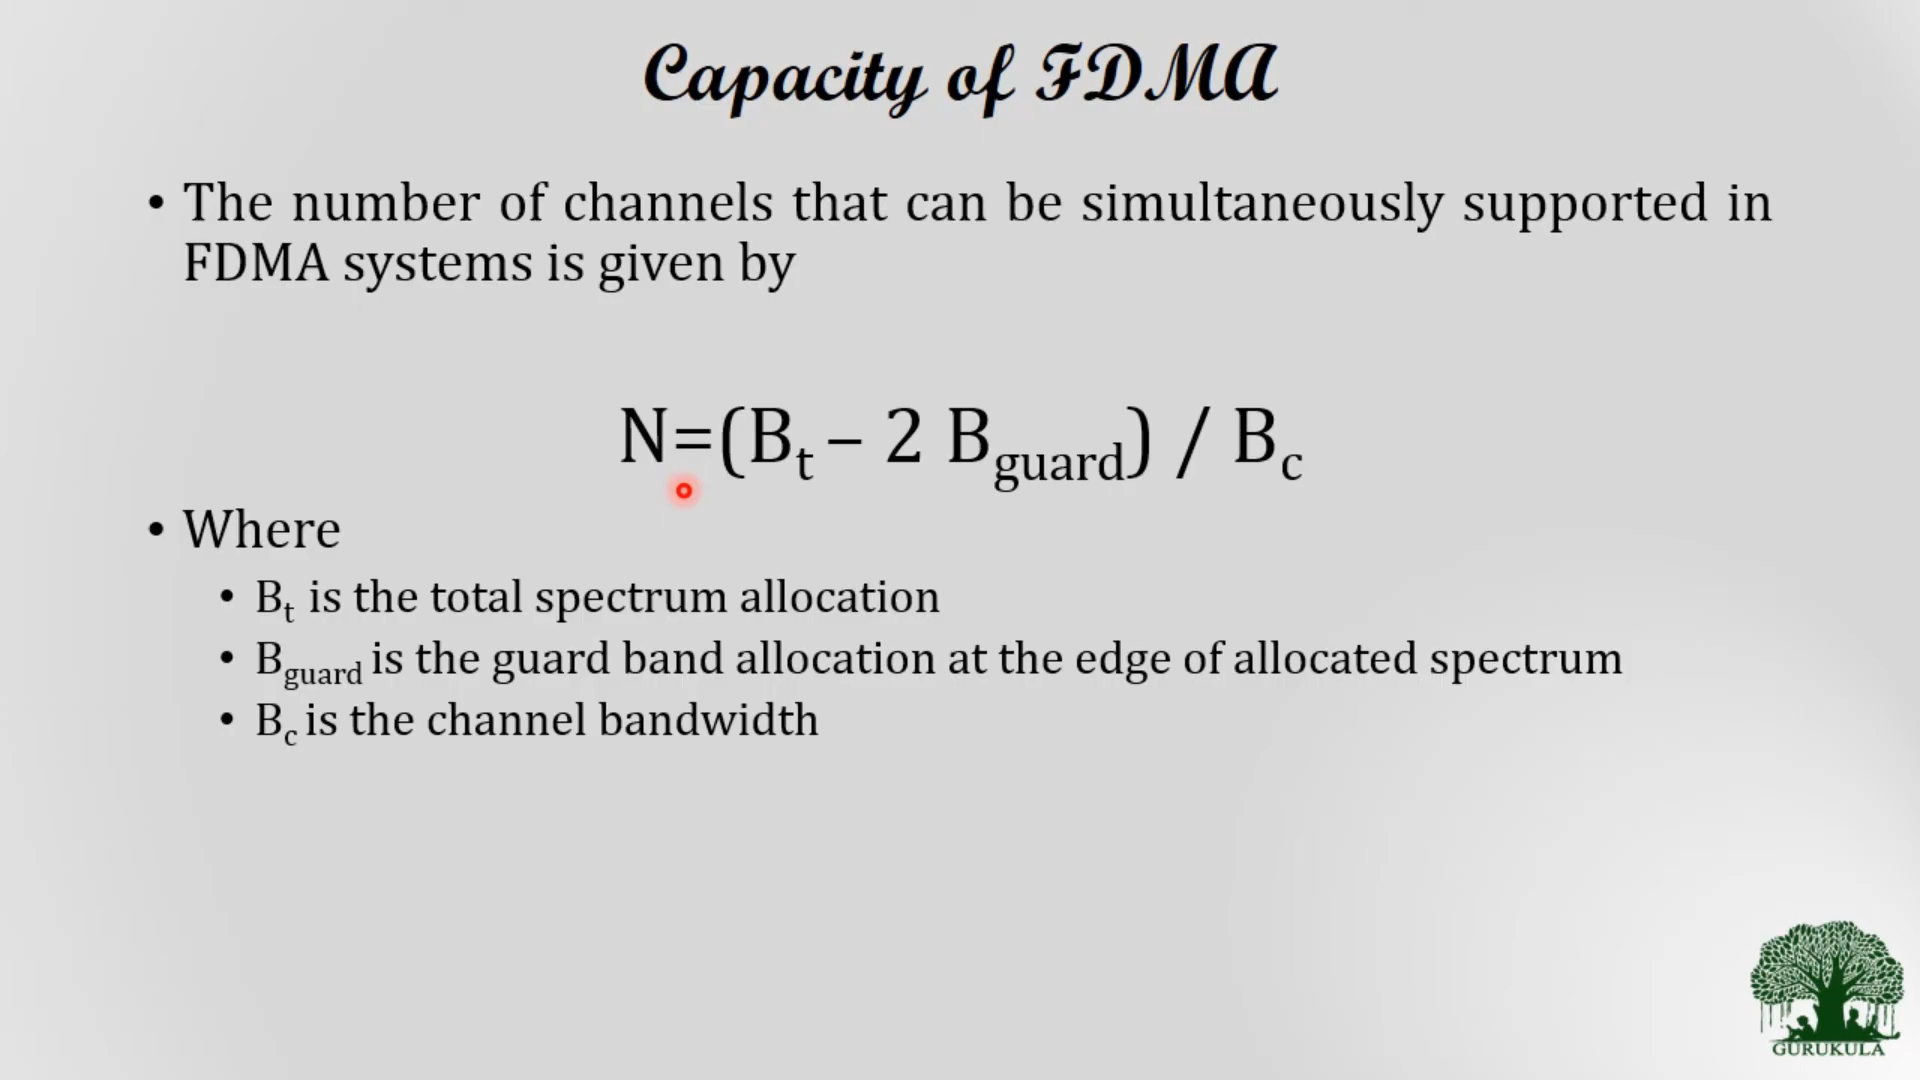 Capacity of FDMA
• The number of channels that can be simultaneously supported in
FDMA systems is given by
N=(Bt – 2 Bguard) / Bc
• Where
• Bt is the total spectrum allocation
• Bguard is the guard band allocation at the edge of allocated spectrum
• Bc is the channel bandwidth
GURUKULA